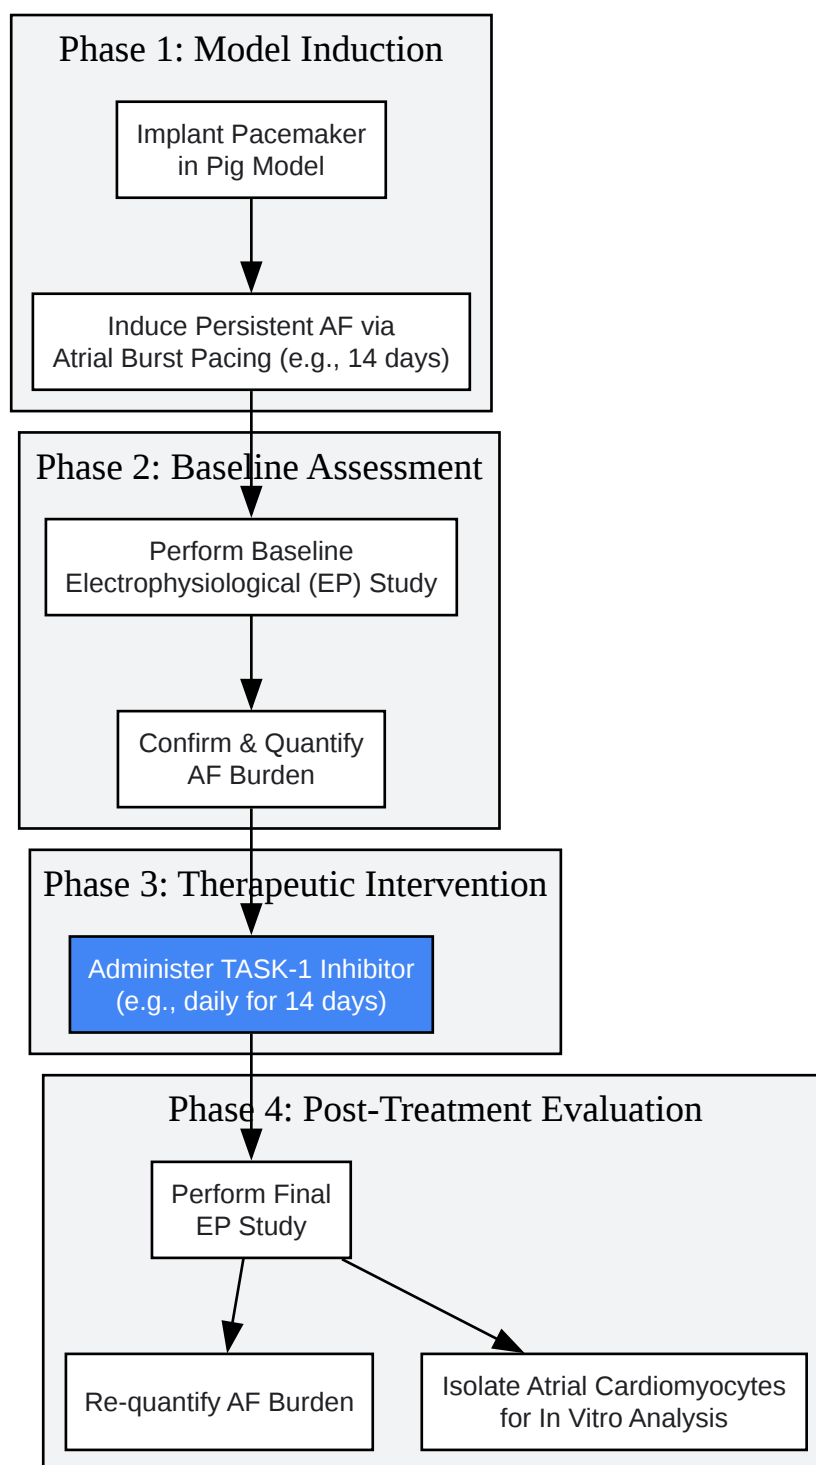 Phase 1: Model Induction
Implant Pacemaker
in Pig Model
Induce Persistent AF via
Atrial Burst Pacing (e.g., 14 days)
Phase 2: Baseline Assessment
Perform Baseline
Electrophysiological (EP) Study
Confirm & Quantify
AF Burden
Phase 3: Therapeutic Intervention
Administer TASK-1 Inhibitor
(e.g., daily for 14 days)
Phase 4: Post-Treatment Evaluation
Perform Final
EP Study
Re-quantify AF Burden
Isolate Atrial Cardiomyocytes
for In Vitro Analysis